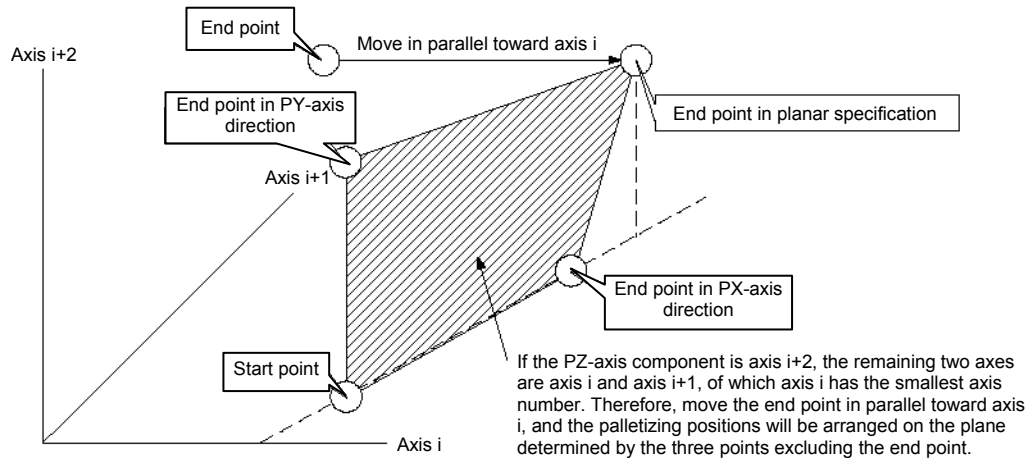 End point
Axis i+2
Move in parallel toward axis i
End point in PY-axis
direction
End point in planar specification
Axis i+1
End point in PX-axis
direction
Start point
If the PZ-axis component is axis i+2, the remaining two axes
are axis i and axis i+1, of which axis i has the smallest axis
number. Therefore, move the end point in parallel toward axis
i, and the palletizing positions will be arranged on the plane
determined by the three points excluding the end point.
Axis i